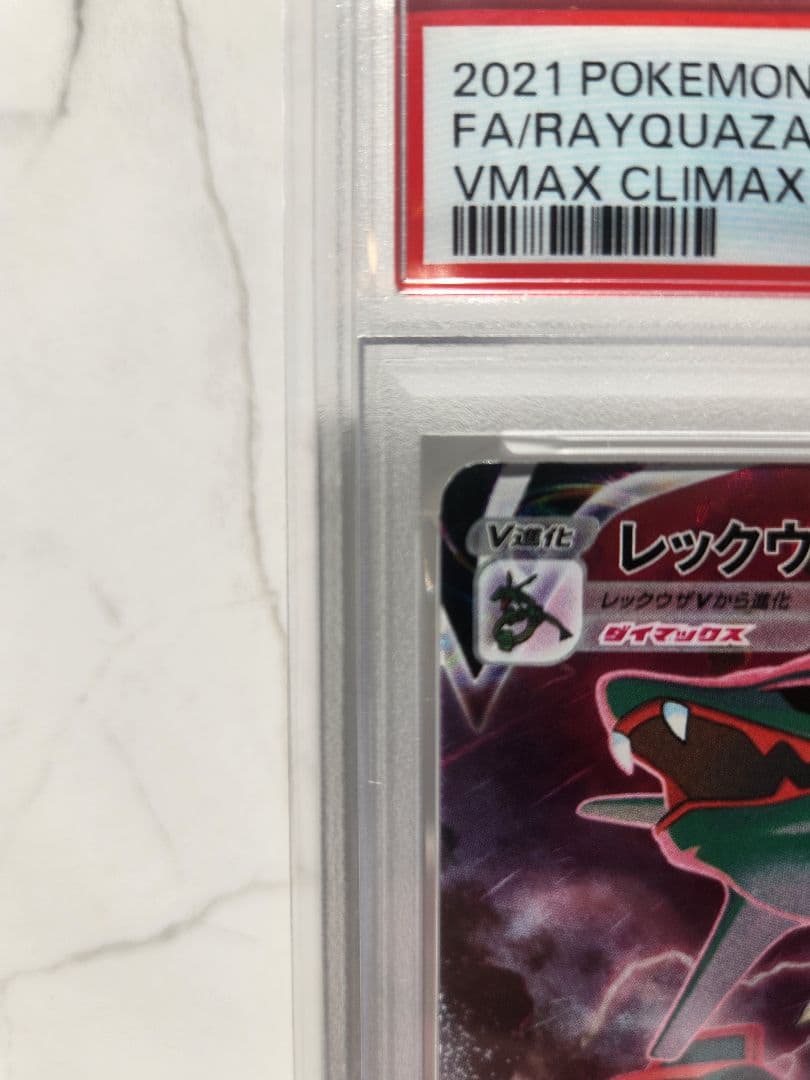 2021 POKEMON
FA/RAYQUAZA
VMAX CLIMAX
V進化
レックウ
レックウザVから進化
ダイマックス